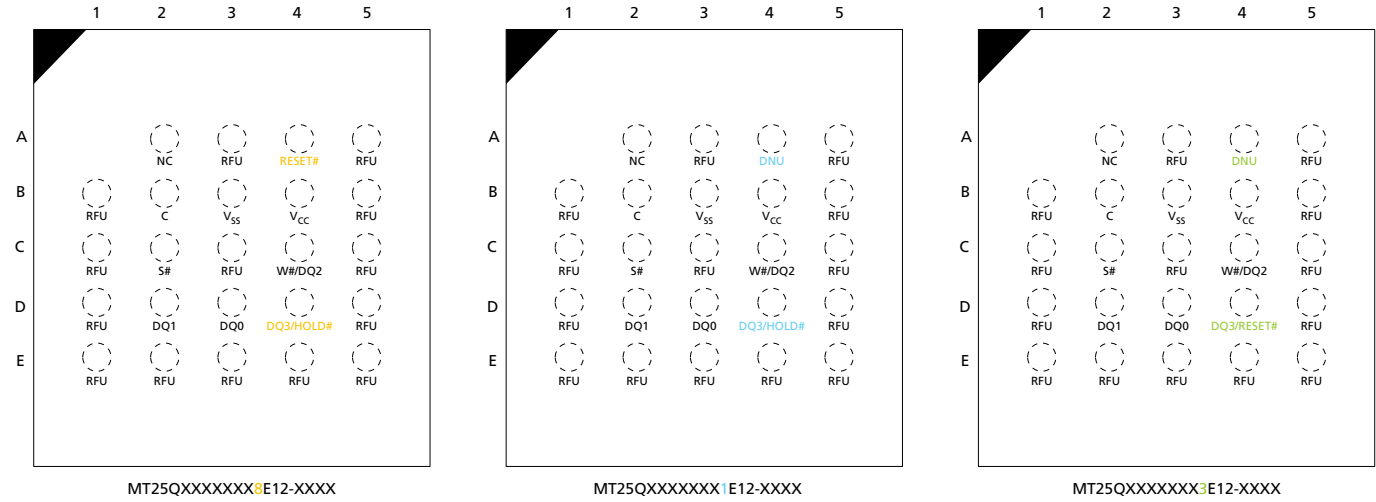 1 2 3 4 5
A
NC RFU RESET# RFU
B
RFU C VSS VCC RFU
C
RFU S# RFU W#/DQ2 RFU
D
RFU DQ1 DQ0 DQ3/HOLD# RFU
E
RFU RFU RFU RFU RFU
MT25QXXXXXXX8E12-XXXX
1 2 3 4 5
A
NC RFU DNU RFU
B
RFU C VSS VCC RFU
C
RFU S# RFU W#/DQ2 RFU
D
RFU DQ1 DQ0 DQ3/HOLD# RFU
E
RFU RFU RFU RFU RFU
MT25QXXXXXXX1E12-XXXX
1 2 3 4 5
A
NC RFU DNU RFU
B
RFU C VSS VCC RFU
C
RFU S# RFU W#/DQ2 RFU
D
RFU DQ1 DQ0 DQ3/RESET# RFU
E
RFU RFU RFU RFU RFU
MT25QXXXXXXX3E12-XXXX